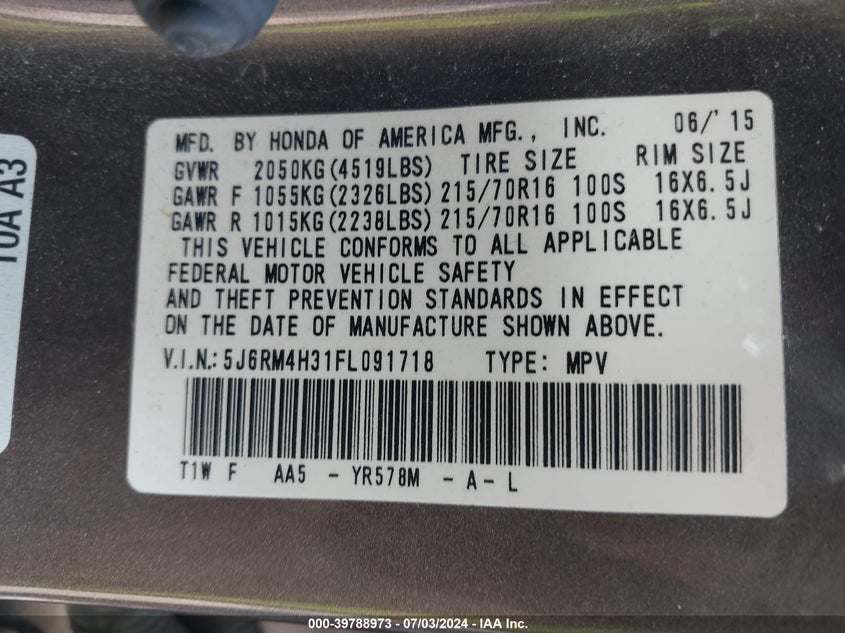 MFD. BY HONDA OF AMERICA MFG., INC. 06/'15
GVWR 2050KG(4519LBS) TIRE SIZE RIM SIZE
GAWR F 1055KG(2326LBS) 215/70R16 100S 16X6.5J
GAWR R 1015KG(2238LBS) 215/70R16 100S 16X6.5J
THIS VEHICLE CONFORMS TO ALL APPLICABLE
FEDERAL MOTOR VEHICLE SAFETY
AND THEFT PREVENTION STANDARDS IN EFFECT
ON THE DATE OF MANUFACTURE SHOWN ABOVE.
V.I.N.: 5J6RM4H31FL091718 TYPE: MPV
T1W F AA5 - YR578M - A - L
T0A A3
000-39788973 - 07/03/2024 - IAA Inc.